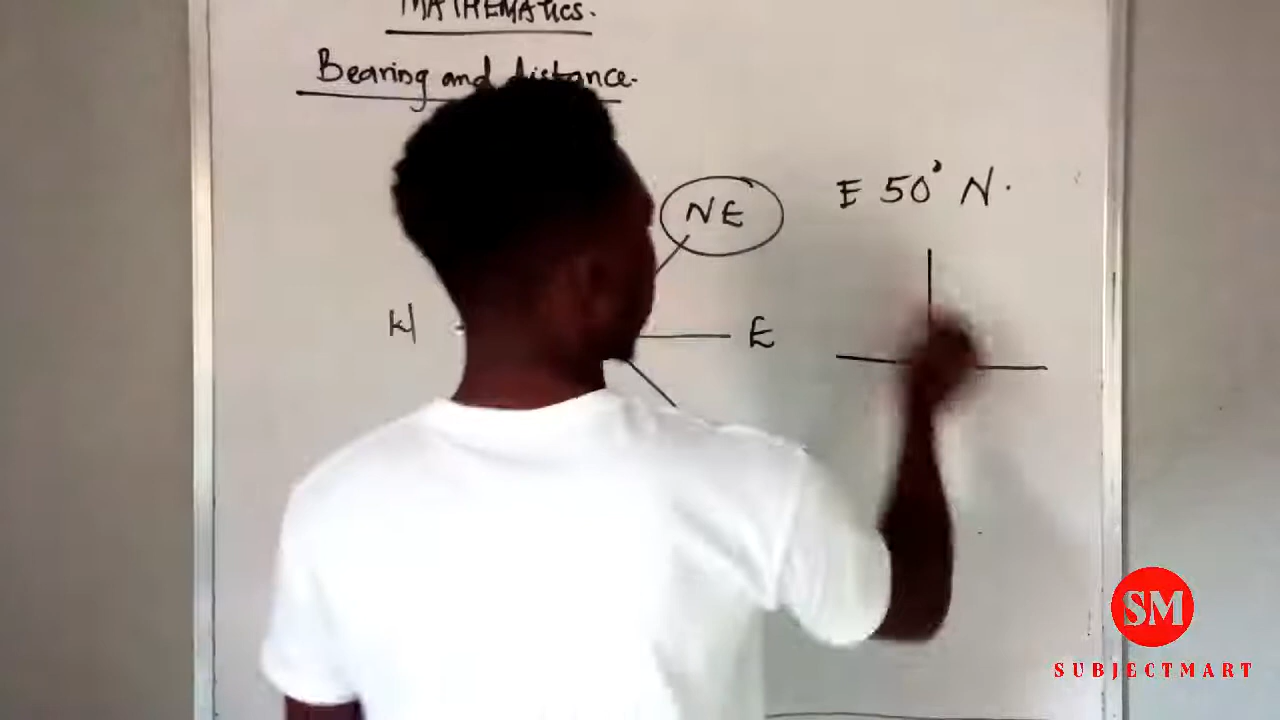 MATHEMATICS.
Bearing and distance.
NE
E 50° N.
W
E
SM
SUBJECTMART